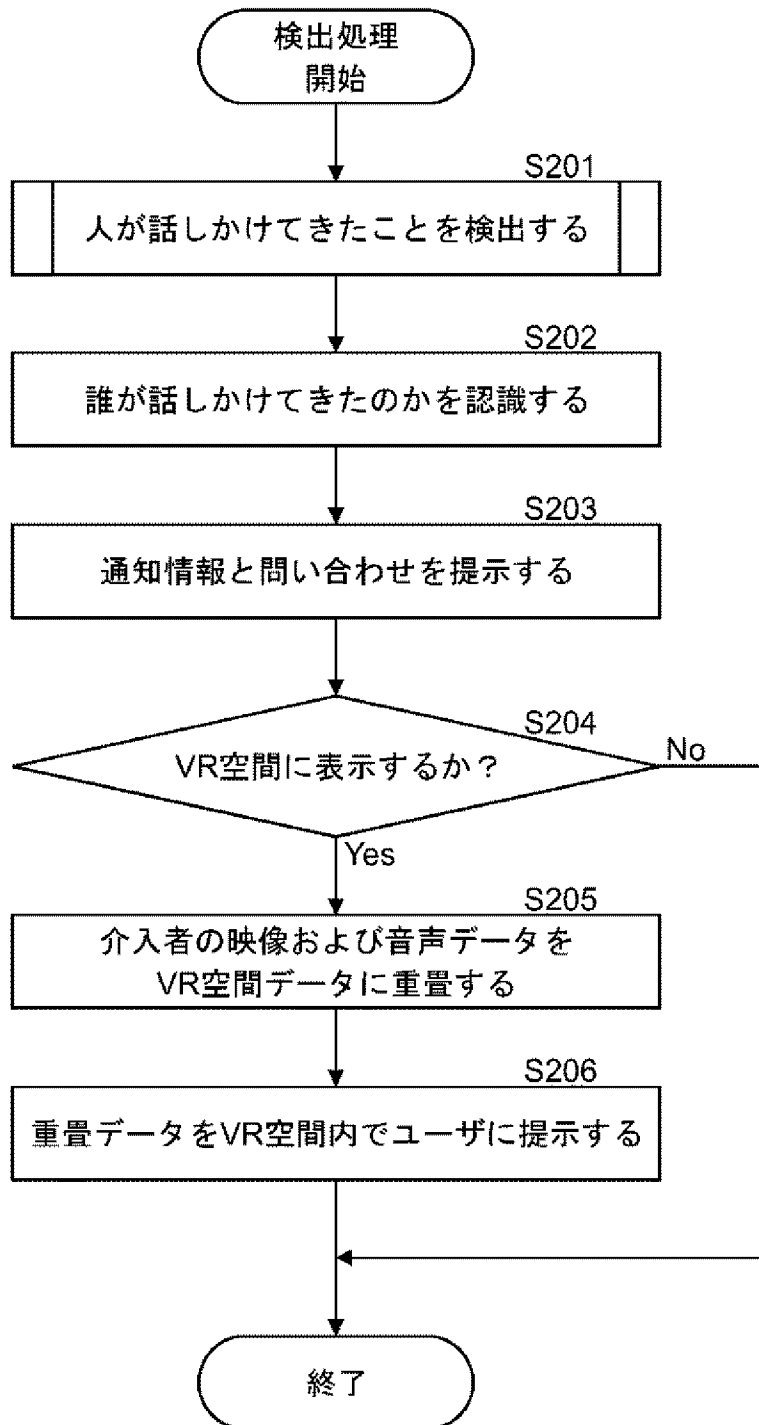 検出処理
開始
S201
人が話しかけてきたことを検出する
S202
誰が話しかけてきたのかを認識する
S203
通知情報と問い合わせを提示する
S204
VR空間に表示するか？
No
Yes
S205
介入者の映像および音声データを
VR空間データに重畳する
S206
重畳データをVR空間内でユーザに提示する
終了